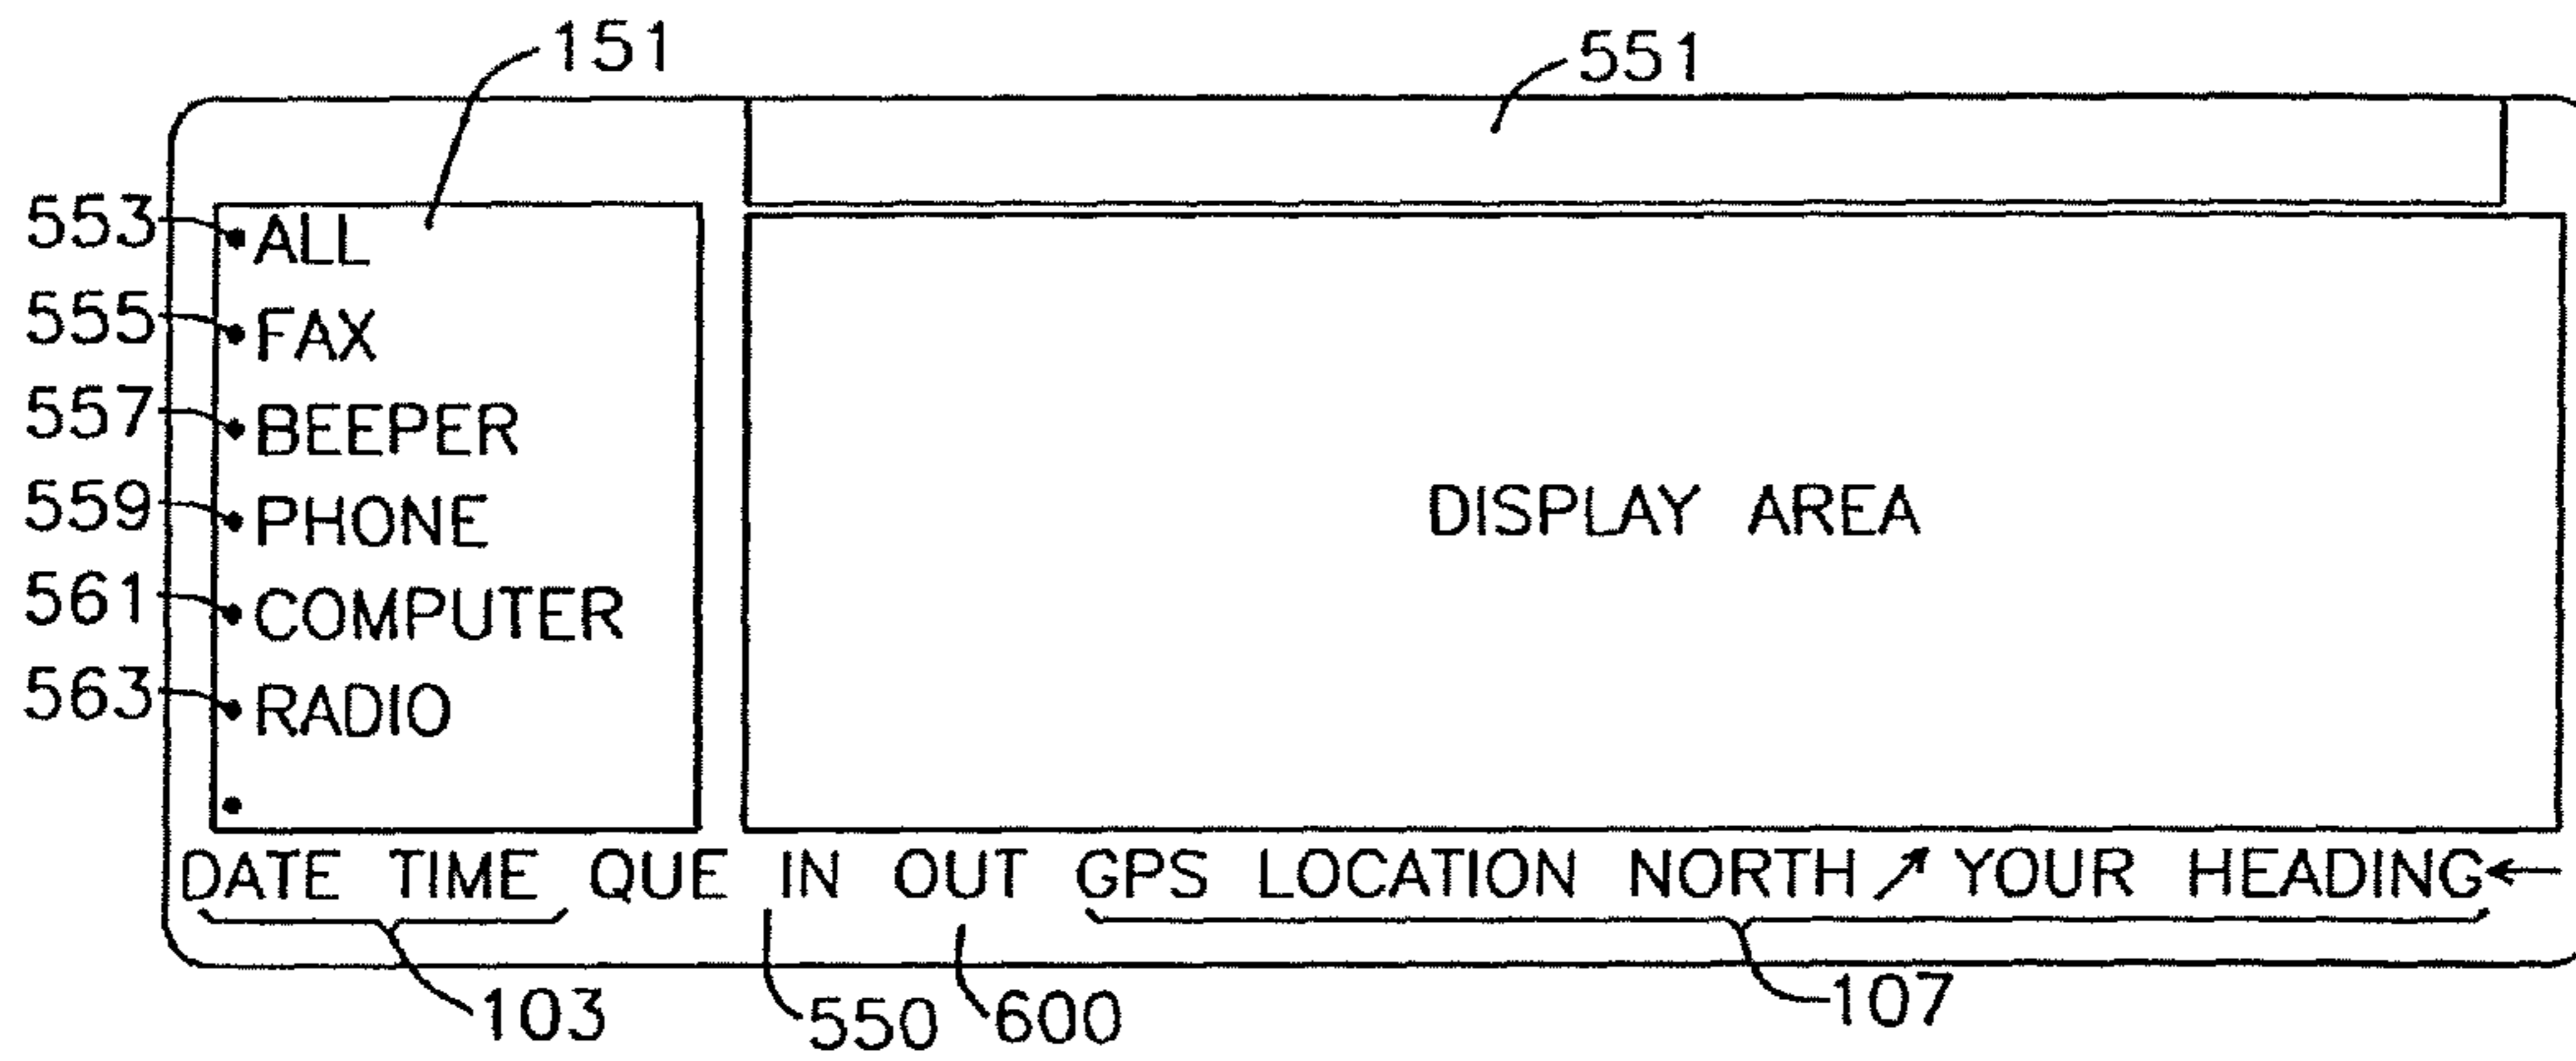 151
551
553 ALL
555 FAX
557 BEEPER
559 PHONE
DISPLAY AREA
561 COMPUTER
563 RADIO
DATE TIME QUE IN OUT GPS LOCATION NORTH ↗ YOUR HEADING ←
103 550 600 107